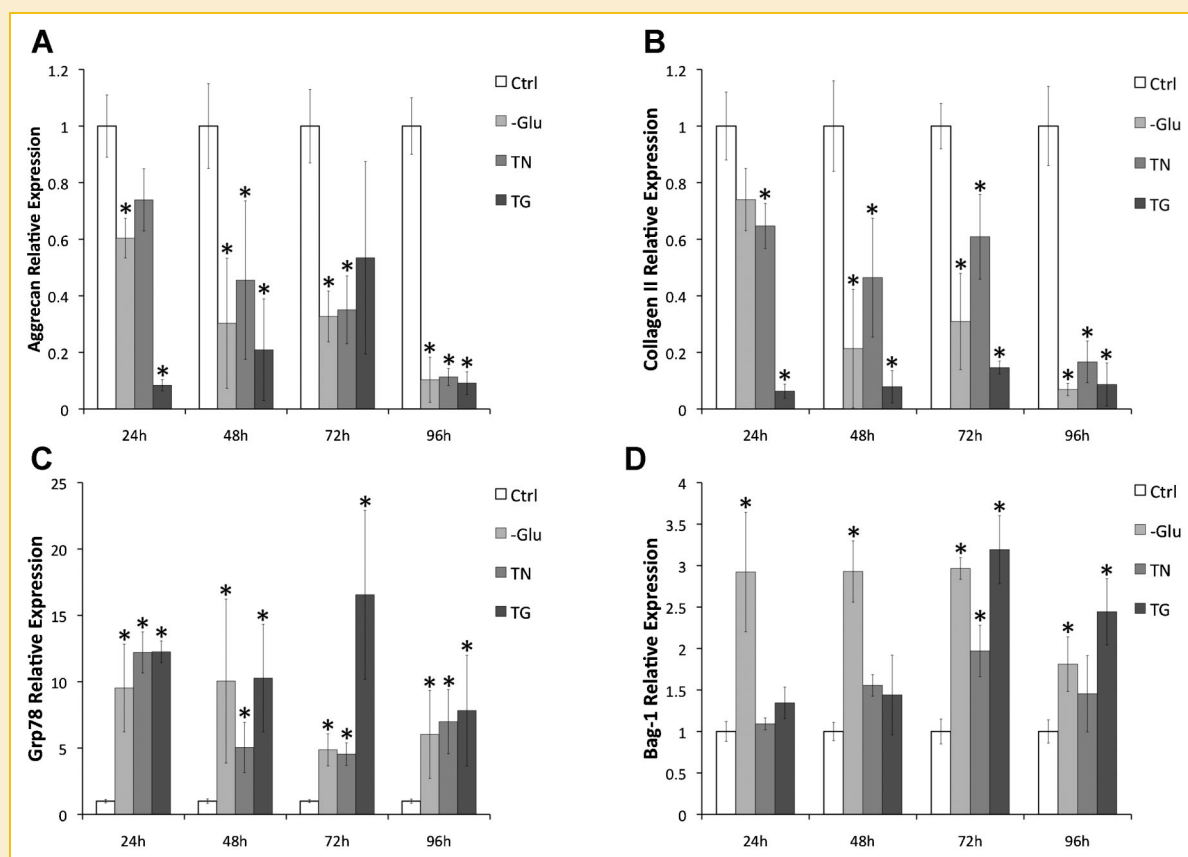 A
Aggrecan Relative Expression
1.2
1
0.8
0.6
0.4
0.2
0
* * * * * * * * * *
24h 48h 72h 96h
Ctrl
-Glu
TN
TG
B
Collagen II Relative Expression
1.2
1
0.8
0.6
0.4
0.2
0
* * * * * * * * * * *
24h 48h 72h 96h
Ctrl
-Glu
TN
TG
C
Grp78 Relative Expression
25
20
15
10
5
0
* * * * * * * * * * * *
24h 48h 72h 96h
Ctrl
-Glu
TN
TG
D
Bag-1 Relative Expression
4
3.5
3
2.5
2
1.5
1
0.5
0
* * * * * * *
24h 48h 72h 96h
Ctrl
-Glu
TN
TG